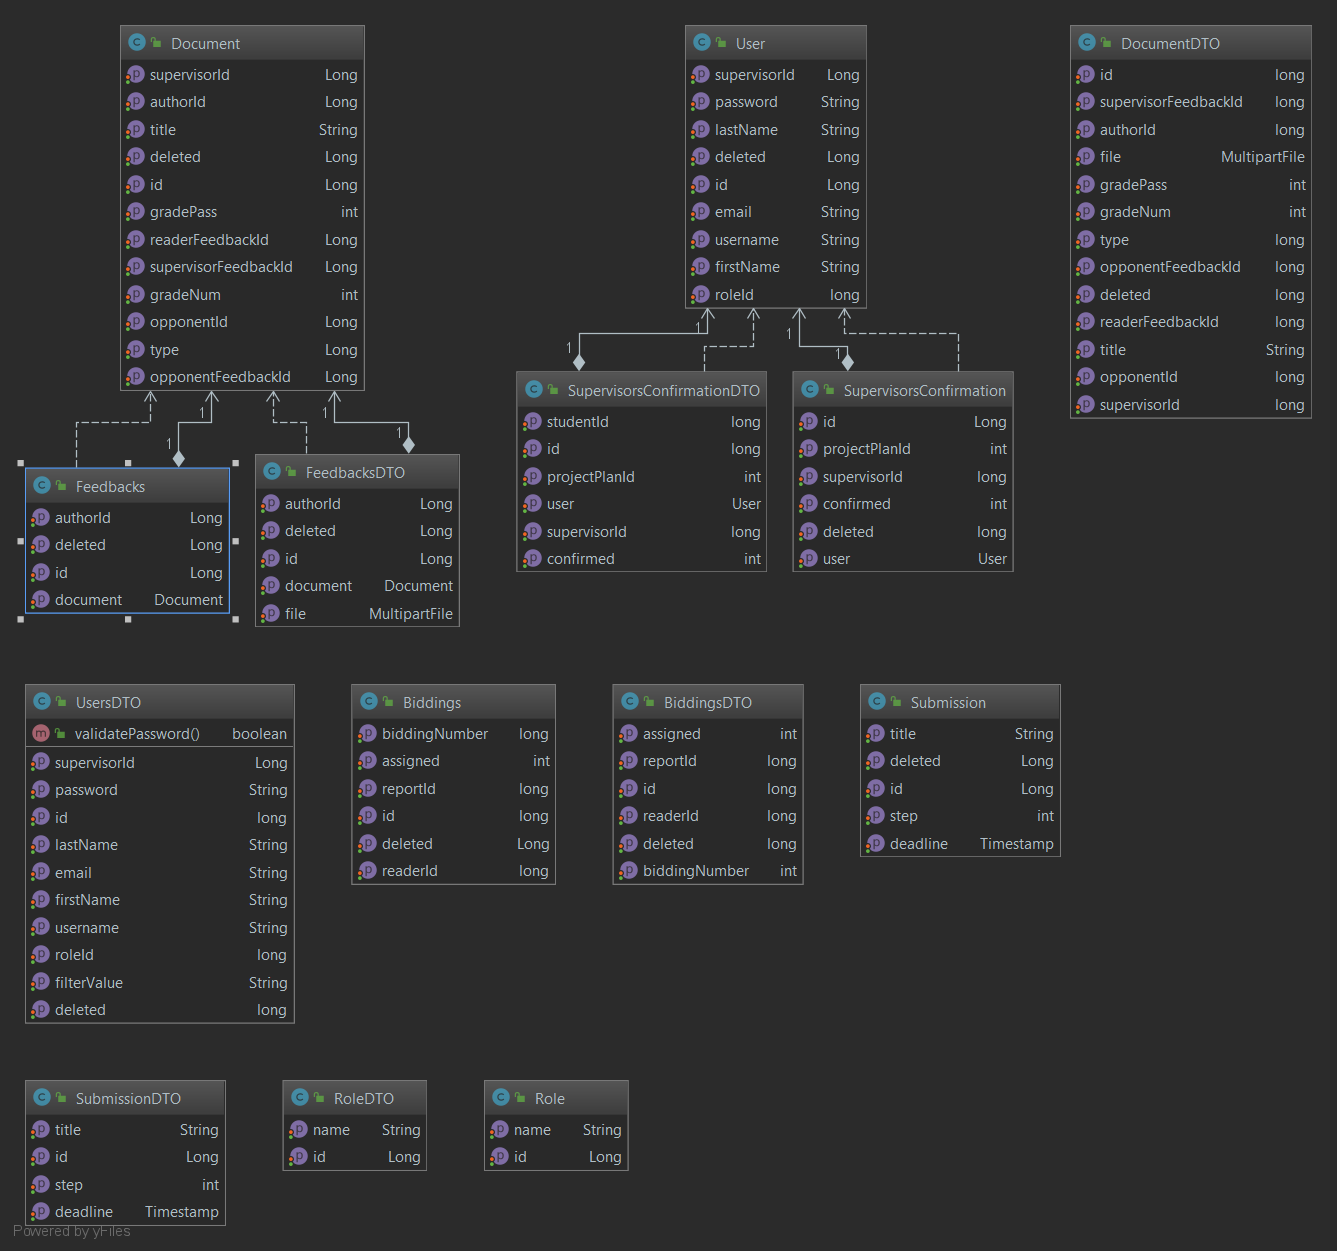 Document
supervisorId Long
authorId Long
title String
deleted Long
id Long
gradePass int
readerFeedbackId Long
supervisorFeedbackId Long
gradeNum int
opponentId Long
type Long
opponentFeedbackId Long
User
supervisorId Long
password String
lastName String
deleted Long
id Long
email String
username String
firstName String
roleId long
DocumentDTO
id long
supervisorFeedbackId long
authorId long
file MultipartFile
gradePass int
gradeNum int
type long
opponentFeedbackId long
deleted long
readerFeedbackId long
title String
opponentId long
supervisorId long
1
1
1
1
1
1
1
1
Feedbacks
authorId Long
deleted Long
id Long
document Document
FeedbacksDTO
authorId Long
deleted Long
id Long
document Document
file MultipartFile
SupervisorsConfirmationDTO
studentId long
id long
projectPlanId int
user User
supervisorId long
confirmed int
SupervisorsConfirmation
id Long
projectPlanId int
supervisorId long
confirmed int
deleted long
user User
UsersDTO
validatePassword() boolean
supervisorId Long
password String
id long
lastName String
email String
firstName String
username String
roleId long
filterValue String
deleted long
Biddings
biddingNumber long
assigned int
reportId long
id long
deleted Long
readerId long
BiddingsDTO
assigned int
reportId long
id long
readerId long
deleted long
biddingNumber int
Submission
title String
deleted Long
id Long
step int
deadline Timestamp
SubmissionDTO
title String
id Long
step int
deadline Timestamp
RoleDTO
name String
id Long
Role
name String
id Long
Powered by yFiles